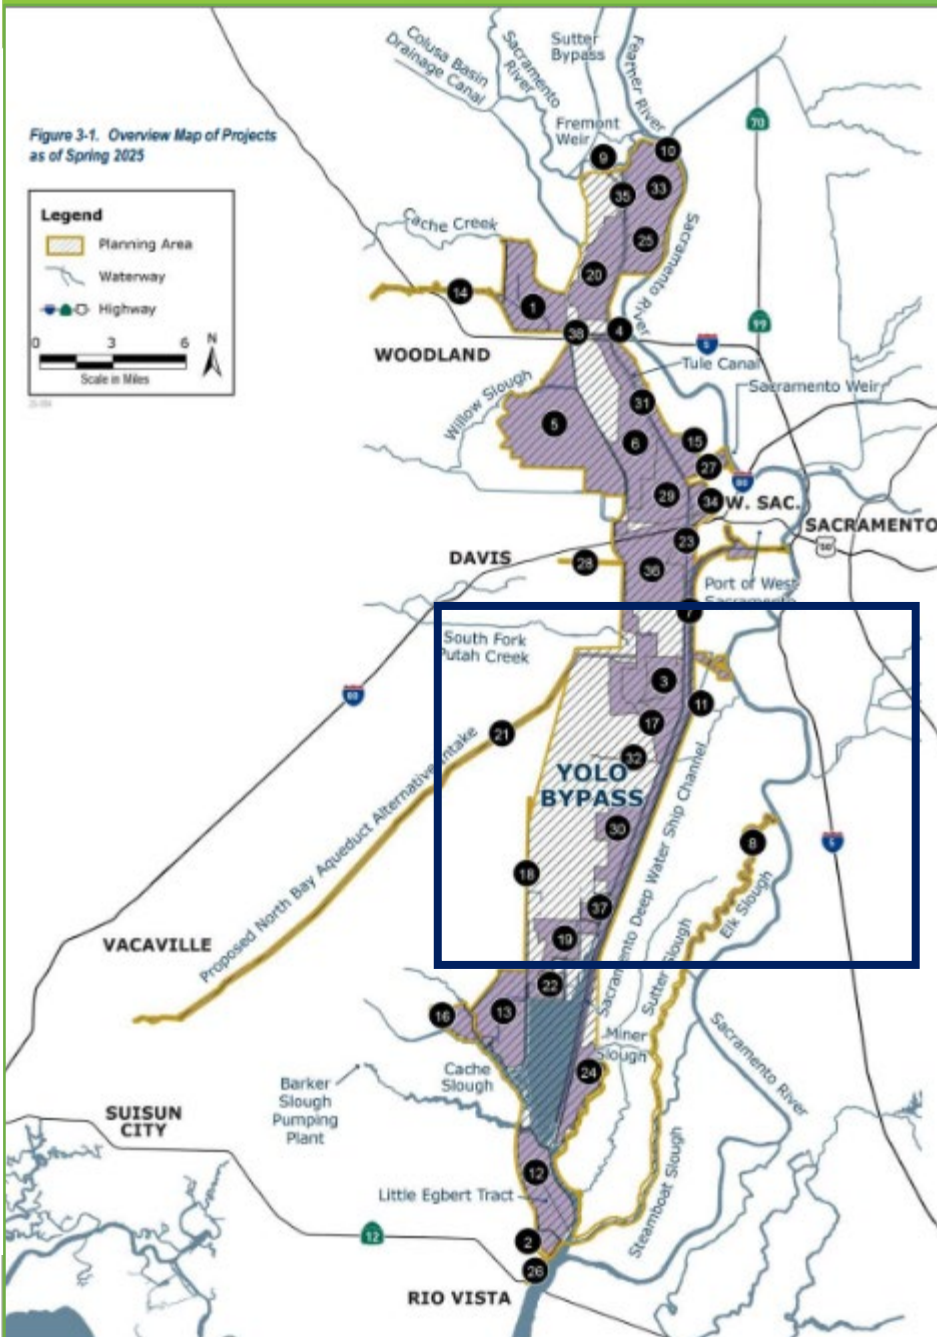 Colusa Basin
Drainage Canal
Sacramento
River
Sutter
Bypass
Feather River
Figure 3-1. Overview Map of Projects
as of Spring 2025
Fremont
Weir
70
9
10
35
33
Legend
Planning Area
Waterway
Highway
0 3 6
Scale in Miles
N
Cache Creek
25
Sacramento River
20
14
1
38
4
99
5
WOODLAND
Tule Canal
Sacramento Weir
Willow Slough
31
5
6
15
27
80
29
34
W. SAC.
SACRAMENTO
50
23
DAVIS
28
36
Port of West
Sacramento
7
South Fork
Putah Creek
3
80
11
17
21
32
YOLO
BYPASS
Proposed North Bay Aqueduct Alternative Intake
Sacramento Deep Water Ship Channel
30
8
5
18
Elk Slough
37
Sutter Slough
19
VACAVILLE
22
13
16
Miner
Slough
Sacramento River
Cache
Slough
24
Barker
Slough
Pumping
Plant
SUISUN
CITY
12
Little Egbert Tract
Steamboat Slough
12
2
26
RIO VISTA